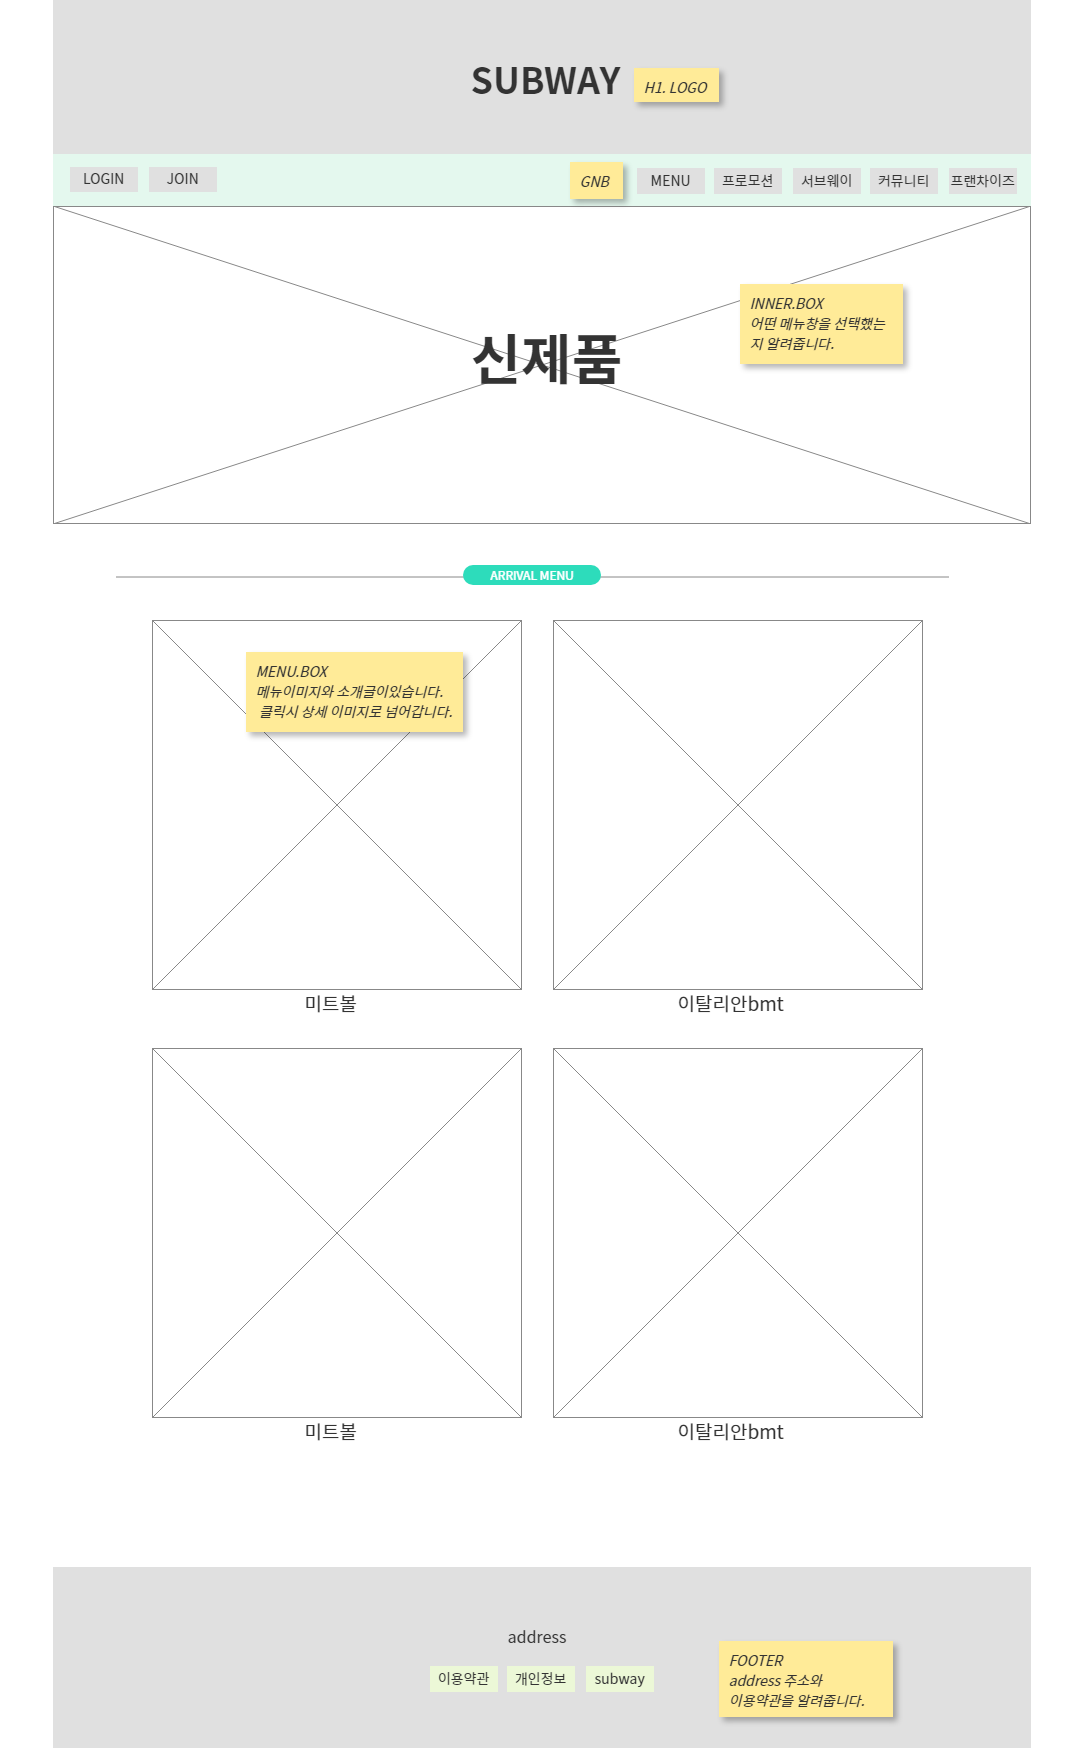 SUBWAY
H1. LOGO
LOGIN
JOIN
GNB
MENU
프로모션
서브웨이
커뮤니티
프랜차이즈
INNER.BOX
어떤 메뉴창을 선택했는
지 알려줍니다.
신제품
ARRIVAL MENU
MENU.BOX
메뉴이미지와 소개글이있습니다.
클릭시 상세 이미지로 넘어갑니다.
미트볼
이탈리안bmt
미트볼
이탈리안bmt
address
이용약관
개인정보
subway
FOOTER
address 주소와
이용약관을 알려줍니다.